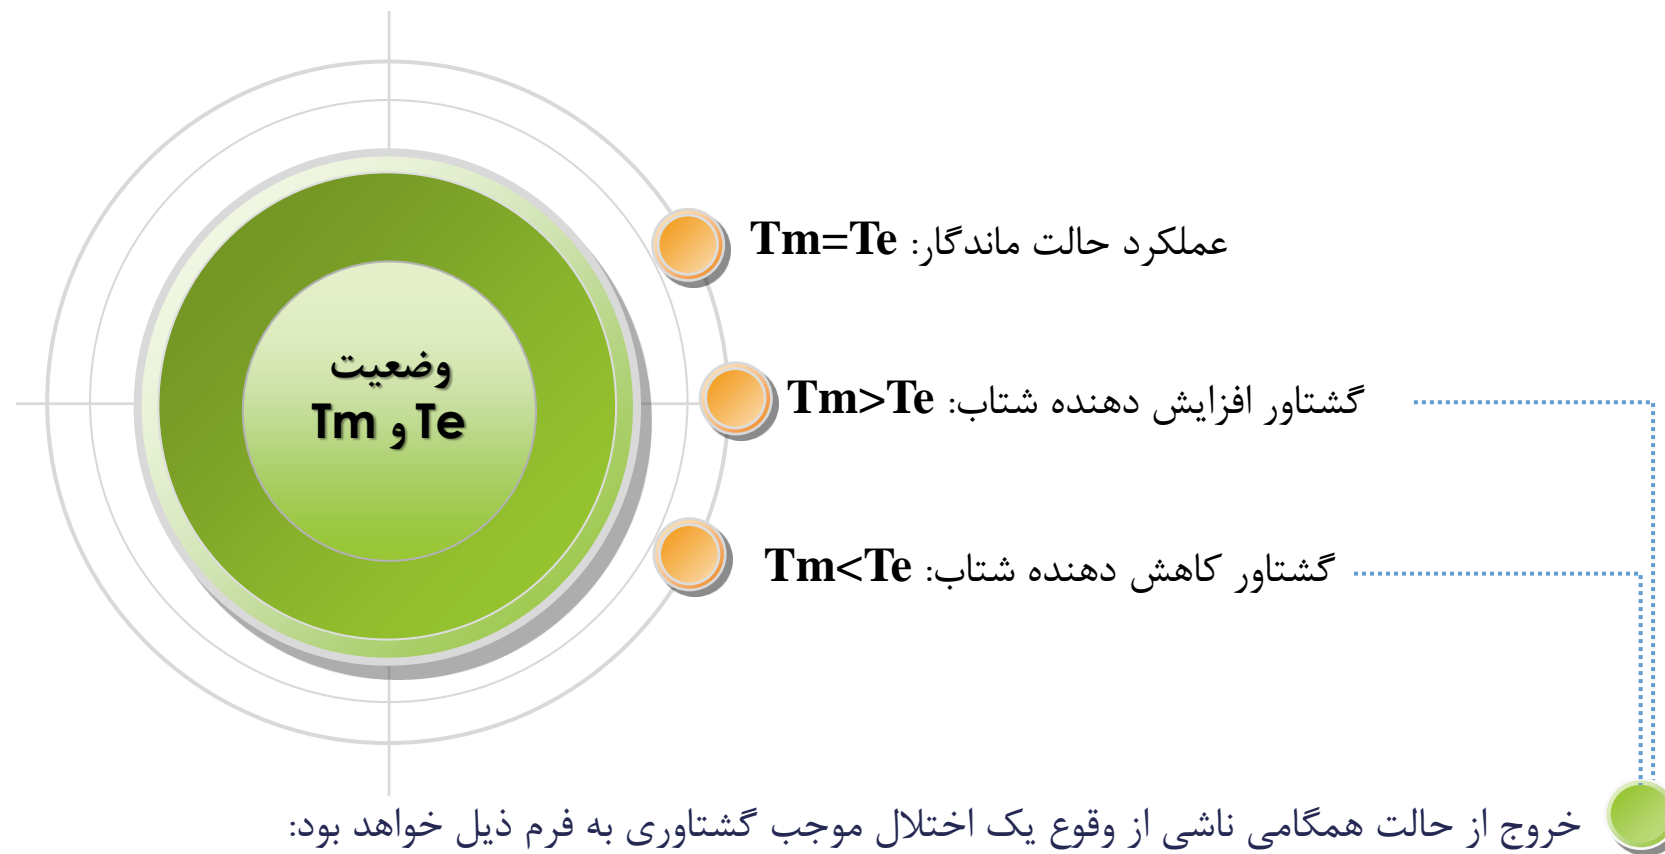 وضعیت
Te و Tm
عملکرد حالت ماندگار: Tm=Te
گشتاور افزایش دهنده شتاب: Tm>Te
گشتاور کاهش دهنده شتاب: Tm<Te
خروج از حالت همگامی ناشی از وقوع یک اختلال موجب گشتاوری به فرم ذیل خواهد بود: